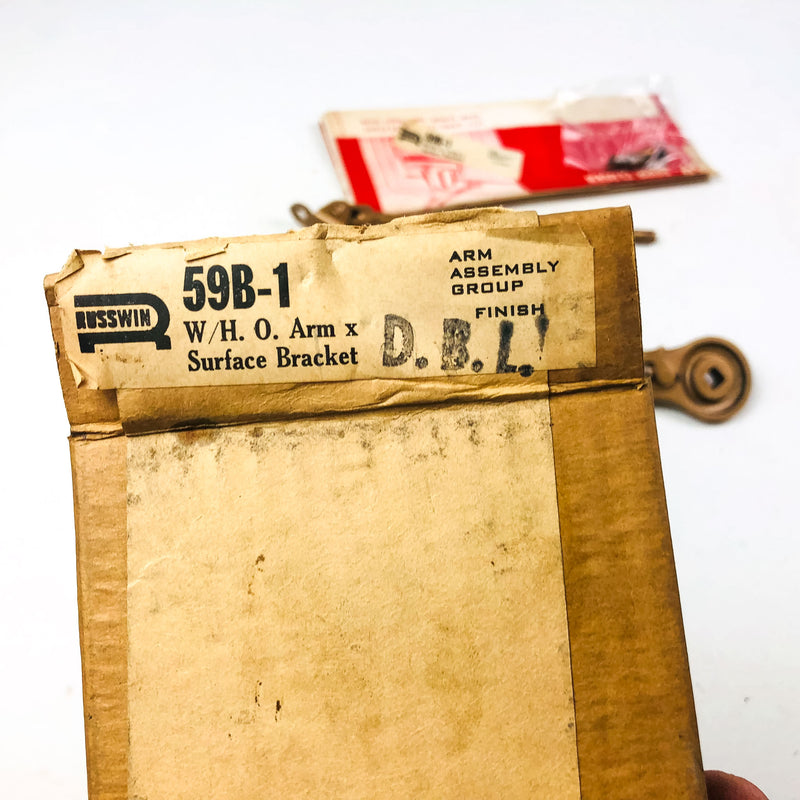 RUSSWIN
59B-1
W/H. O. Arm x
Surface Bracket
ARM
ASSEMBLY
GROUP
FINISH
D.B.L.